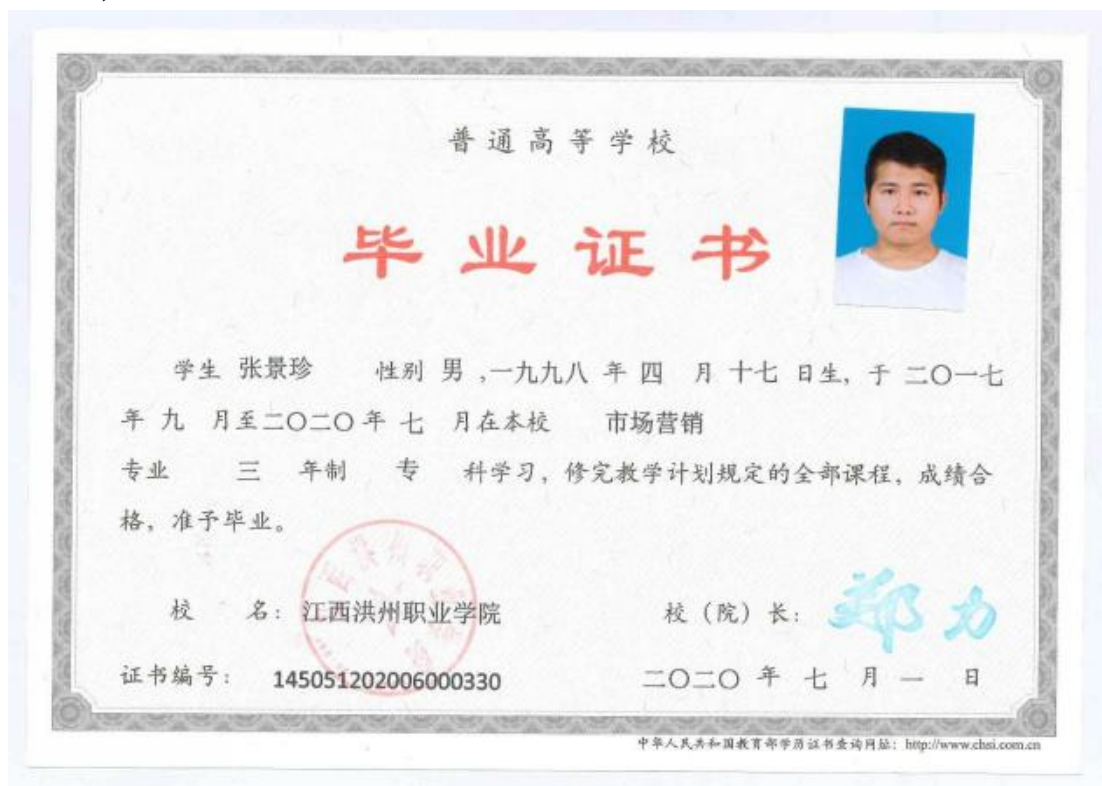 普通高等学校
毕业证书
学生 张景珍 性别 男 ,一九九八 年 四 月 十七 日生, 于 二〇一七
年 九 月至二〇二〇年 七 月在本校 市场营销
专业 三 年制 专 科学习, 修完教学计划规定的全部课程, 成绩合
格, 准予毕业。
校 名: 江西洪州职业学院 校 (院) 长: 郑力
证书编号: 145051202006000330 二〇二〇 年 七 月 一 日
中华人民共和国教育部学历证书查询网址: http://www.chsi.com.cn